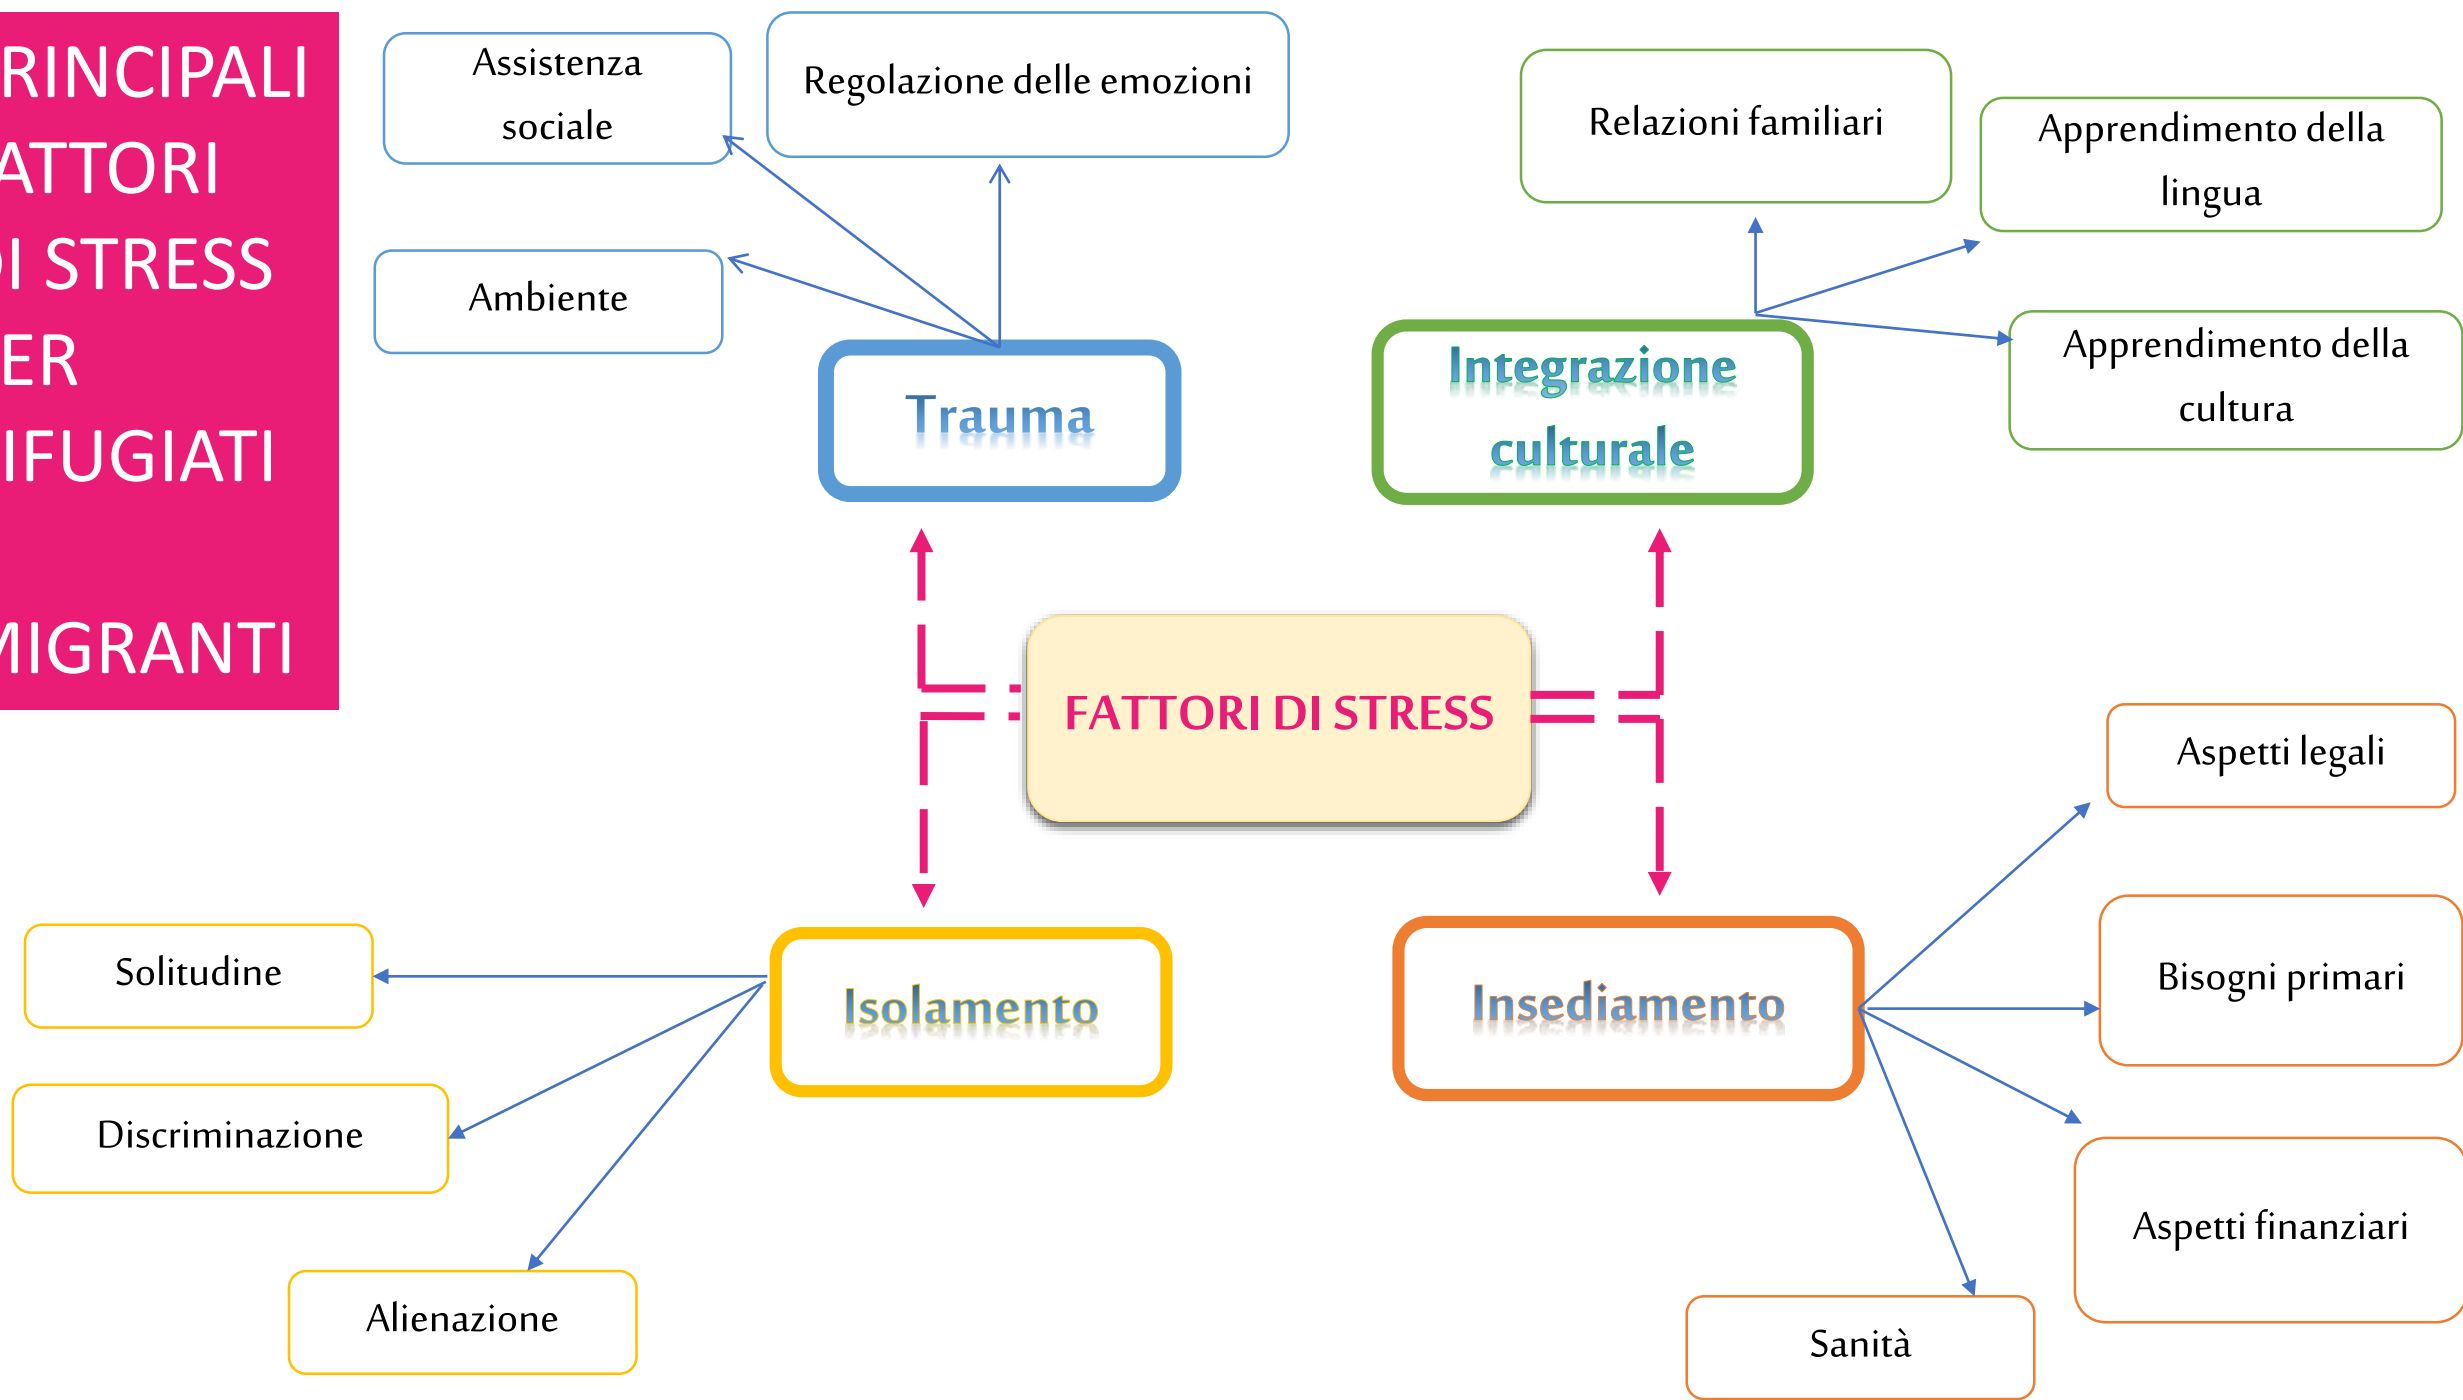 RINCIPALI
ATTORI
DI STRESS
ER
IFUGIATI
MIGRANTI
Assistenza
sociale
Regolazione delle emozioni
Ambiente
Trauma
Relazioni familiari
Apprendimento della
lingua
Apprendimento della
cultura
Integrazione
culturale
FATTORI DI STRESS
Solitudine
Discriminazione
Alienazione
Isolamento
Insediamento
Aspetti legali
Bisogni primari
Aspetti finanziari
Sanità